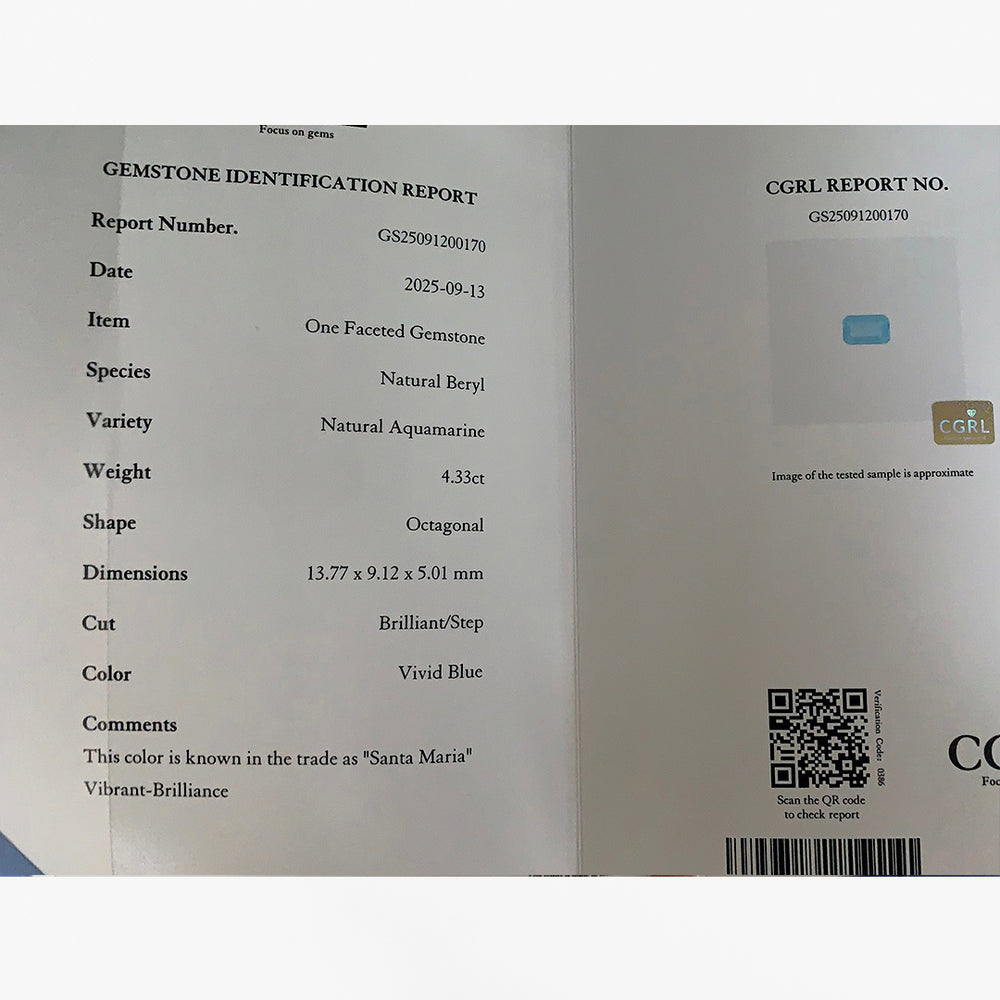 Focus on gems
GEMSTONE IDENTIFICATION REPORT
Report Number. GS25091200170
Date 2025-09-13
Item One Faceted Gemstone
Species Natural Beryl
Variety Natural Aquamarine
Weight 4.33ct
Shape Octagonal
Dimensions 13.77 x 9.12 x 5.01 mm
Cut Brilliant/Step
Color Vivid Blue
Comments
This color is known in the trade as "Santa Maria"
Vibrant-Brilliance
CGRL REPORT NO.
GS25091200170
CGRL
Image of the tested sample is approximate
Verification Code: 0386
Scan the QR code
to check report
CG
Foc